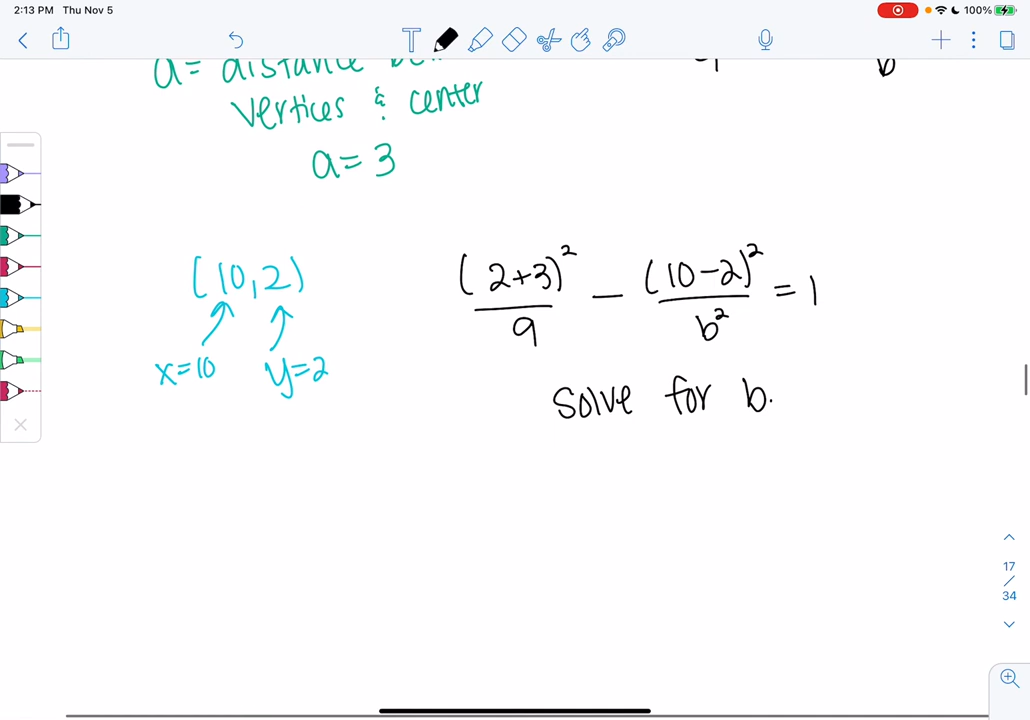 2:13 PM Thu Nov 5
100%
T
a = distance
vertices & center
a = 3
(10,2)
x=10 y=2
(2+3)²/9 − (10−2)²/b² = 1
solve for b.
b
17
/
34